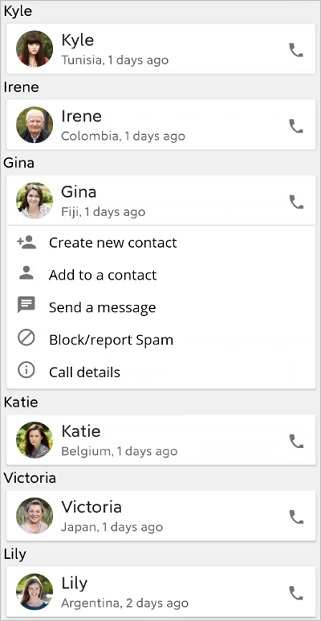 Kyle
Kyle
Tunisia, 1 days ago
Irene
Irene
Colombia, 1 days ago
Gina
Gina
Fiji, 1 days ago
Create new contact
Add to a contact
Send a message
Block/report Spam
Call details
Katie
Katie
Belgium, 1 days ago
Victoria
Victoria
Japan, 1 days ago
Lily
Lily
Argentina, 2 days ago